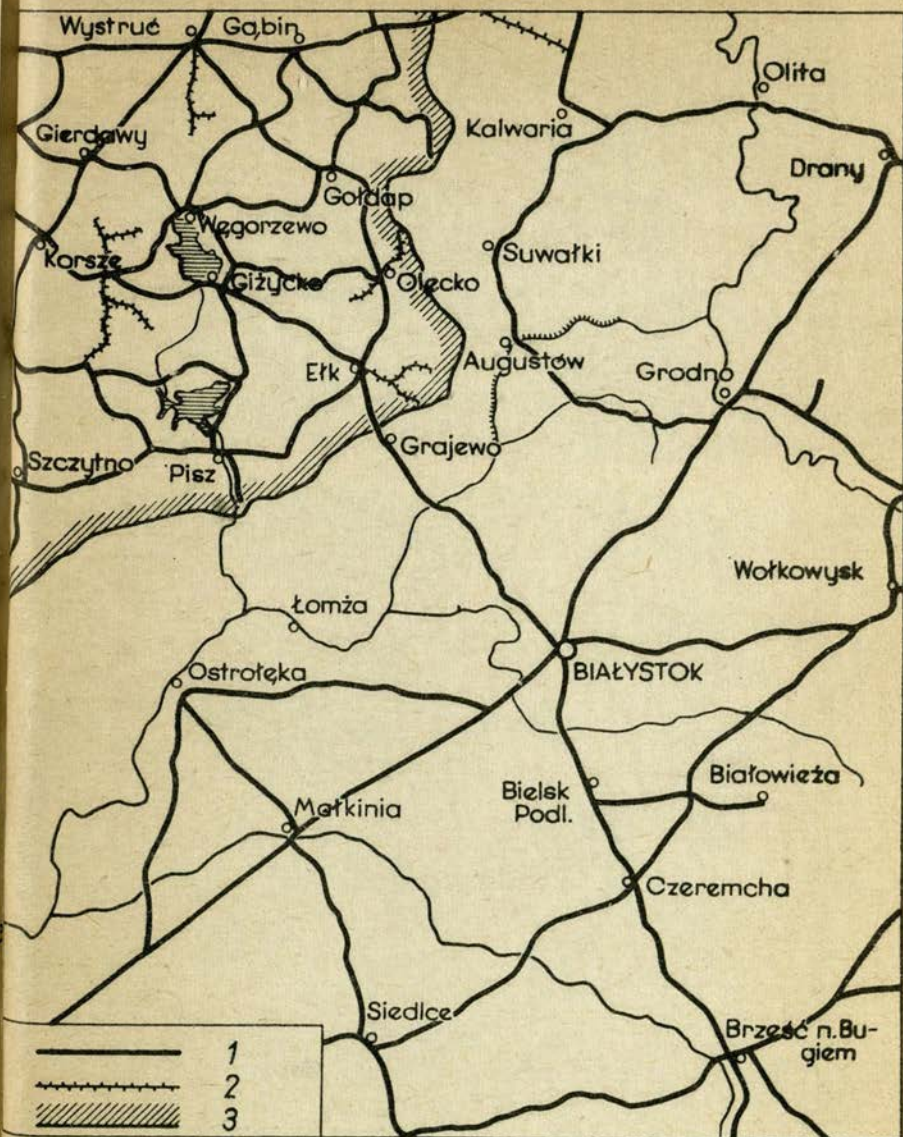 Wystruć
Gąbin
Olita
Kalwaria
Gierdawy
Drany
Gołdap
Węgorzewo
Korsze
Suwałki
Giżycko
Olecko
Augustów
Ełk
Grodno
Grajewo
Szczytno
Pisz
Wołkowysk
Łomża
BIAŁYSTOK
Ostrołęka
Białowieża
Bielsk
Podl.
Małkinia
Czeremcha
Siedlce
Brześć n. Bu-
giem
1
2
3